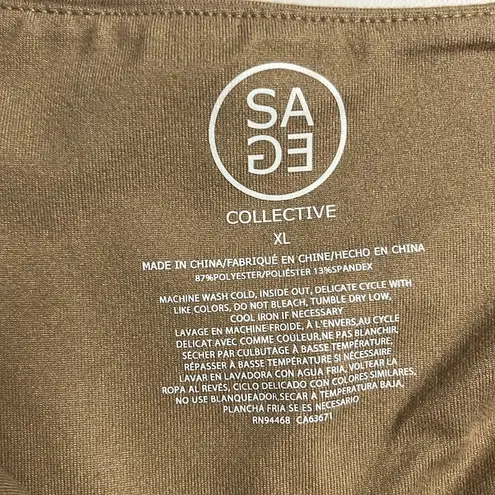 SA
GE
COLLECTIVE
XL
MADE IN CHINA/FABRIQUÉ EN CHINE/HECHO EN CHINA
87%POLYESTER/POLIÉSTER 13%SPANDEX
MACHINE WASH COLD, INSIDE OUT, DELICATE CYCLE WITH
LIKE COLORS, DO NOT BLEACH, TUMBLE DRY LOW,
COOL IRON IF NECESSARY
LAVAGE EN MACHINE FROIDE, À L'ENVERS,AU CYCLE
DELICAT AVEC COMME COULEUR,NE PAS BLANCHIR,
SÉCHER PAR CULBUTAGE À BASSE TEMPÉRATURE,
RÉPASSER À BASSE TEMPÉRATURE SI NÉCESSAIRE
LAVAR EN LAVADORA CON AGUA FRIA, VOLTEAR LA
ROPA AL REVÉS, CICLO DELICADO CON COLORES SIMILARES,
NO USE BLANQUEADOR,SECAR A TEMPERATURA BAJA,
PLANCHA FRIA SE ES NECESARIO
RN94468 CA63671